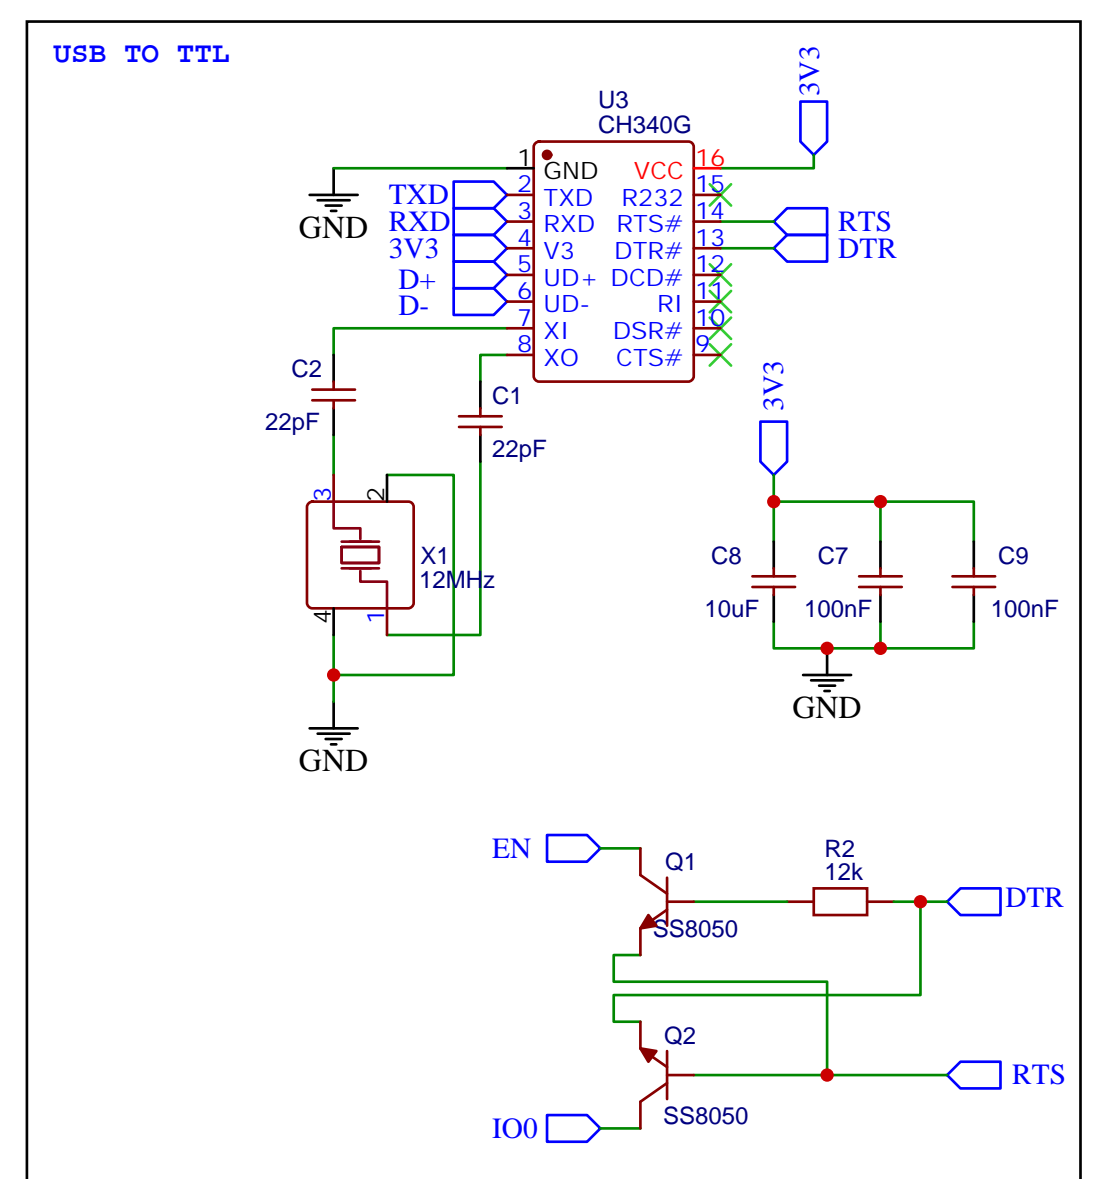 USB TO TTL
3V3
U3
CH340G
1 GND VCC 16
TXD 2 TXD R232 15
RXD 3 RXD RTS# 14 RTS
3V3 4 V3 DTR# 13 DTR
D+ 5 UD+ DCD# 12
D- 6 UD- RI 11
7 XI DSR# 10
8 XO CTS# 9
GND
C2
22pF
C1
22pF
3 2
X1
12MHz
4 1
GND
3V3
C8 C7 C9
10uF 100nF 100nF
GND
EN
Q1
SS8050
R2
12k
DTR
Q2
SS8050
RTS
IO0